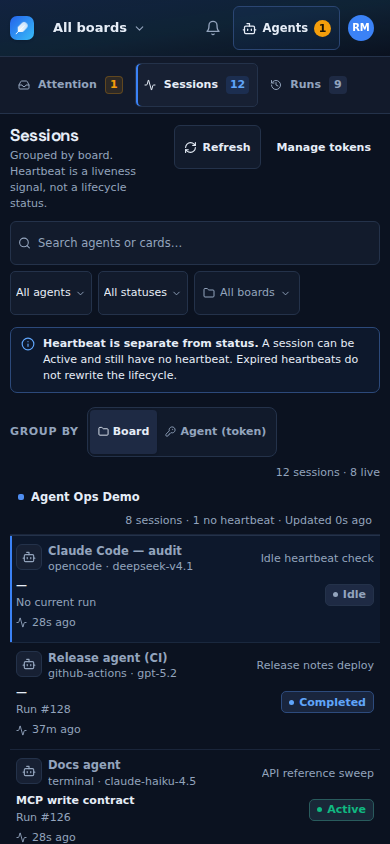 All boards
Agents 1
RM
Attention 1
Sessions 12
Runs 9
Sessions
Grouped by board.
Heartbeat is a liveness
signal, not a lifecycle
status.
Refresh
Manage tokens
Search agents or cards...
All agents
All statuses
All boards
Heartbeat is separate from status. A session can be
Active and still have no heartbeat. Expired heartbeats do
not rewrite the lifecycle.
GROUP BY
Board
Agent (token)
12 sessions · 8 live
Agent Ops Demo
8 sessions · 1 no heartbeat · Updated 0s ago
Claude Code — audit
opencode · deepseek-v4.1
Idle heartbeat check
—
No current run
Idle
28s ago
Release agent (CI)
github-actions · gpt-5.2
Release notes deploy
—
Run #128
Completed
37m ago
Docs agent
terminal · claude-haiku-4.5
API reference sweep
MCP write contract
Run #126
Active
28s ago